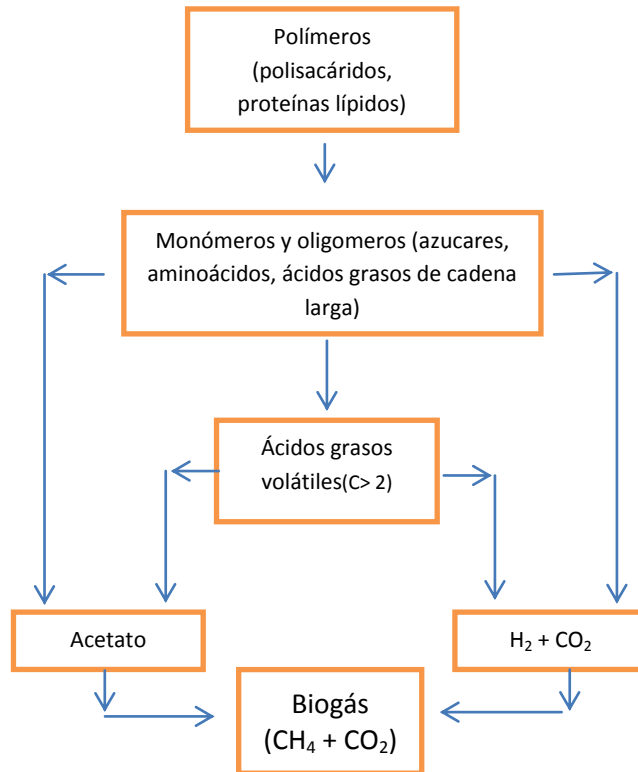 Polímeros
(polisacáridos,
proteínas lípidos)
Monómeros y oligomeros (azucares,
aminoácidos, ácidos grasos de cadena
larga)
Ácidos grasos
volátiles(C> 2)
Acetato
H₂ + CO₂
Biogás
(CH₄ + CO₂)